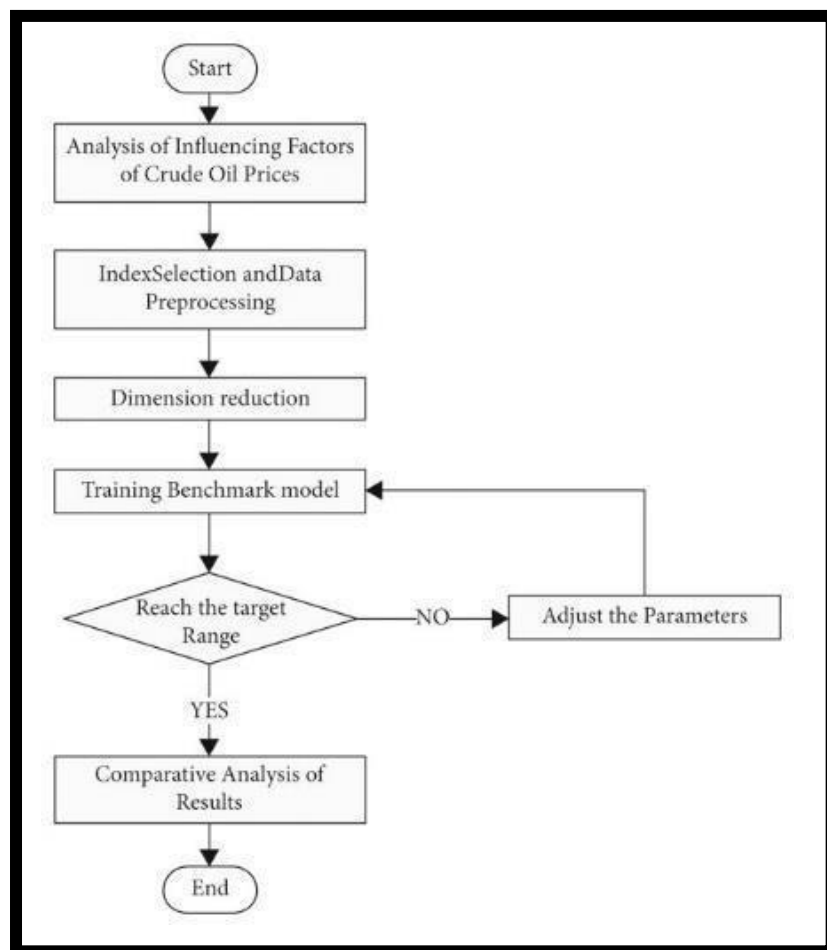 Start
Analysis of Influencing Factors
of Crude Oil Prices
IndexSelection andData
Preprocessing
Dimension reduction
Training Benchmark model
Reach the target
Range
NO
Adjust the Parameters
YES
Comparative Analysis of
Results
End